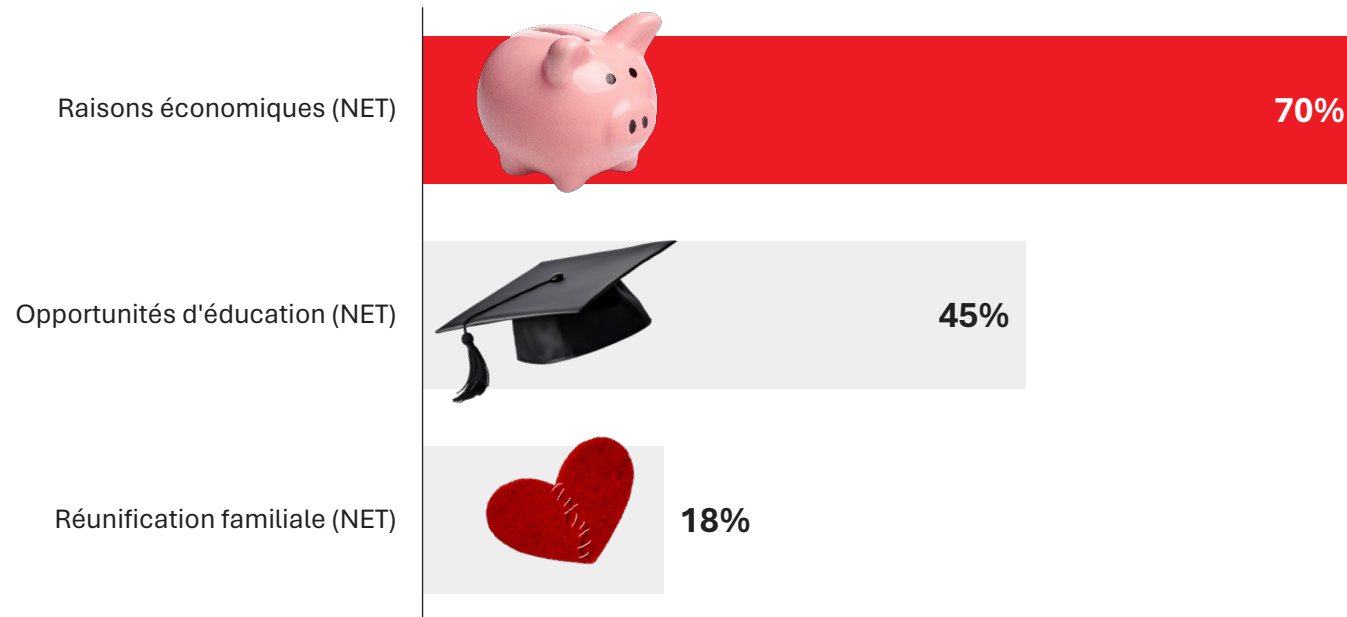 Raisons économiques (NET)
70%
Opportunités d'éducation (NET)
45%
Réunification familiale (NET)
18%